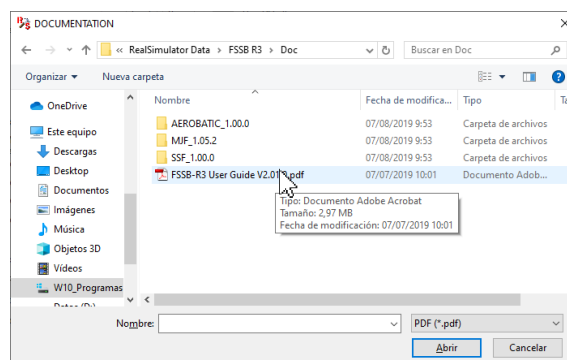 DOCUMENTATION
« RealSimulator Data > FSSB R3 > Doc
Buscar en Doc
Organizar Nueva carpeta
Nombre Fecha de modifica... Tipo
OneDrive
Este equipo
Descargas
Desktop
Documentos
Imágenes
Música
Objetos 3D
Vídeos
W10_Programas
AEROBATIC_1.00.0 07/08/2019 9:53 Carpeta de archivos
MJF_1.05.2 07/08/2019 9:53 Carpeta de archivos
SSF_1.00.0 07/08/2019 9:53 Carpeta de archivos
FSSB-R3 User Guide 07/07/2019 10:01 Documento Adob...
Tipo: Documento Adobe Acrobat
Tamaño: 2,97 MB
Fecha de modificación: 07/07/2019 10:01
Nombre: PDF (*.pdf)
Abrir Cancelar